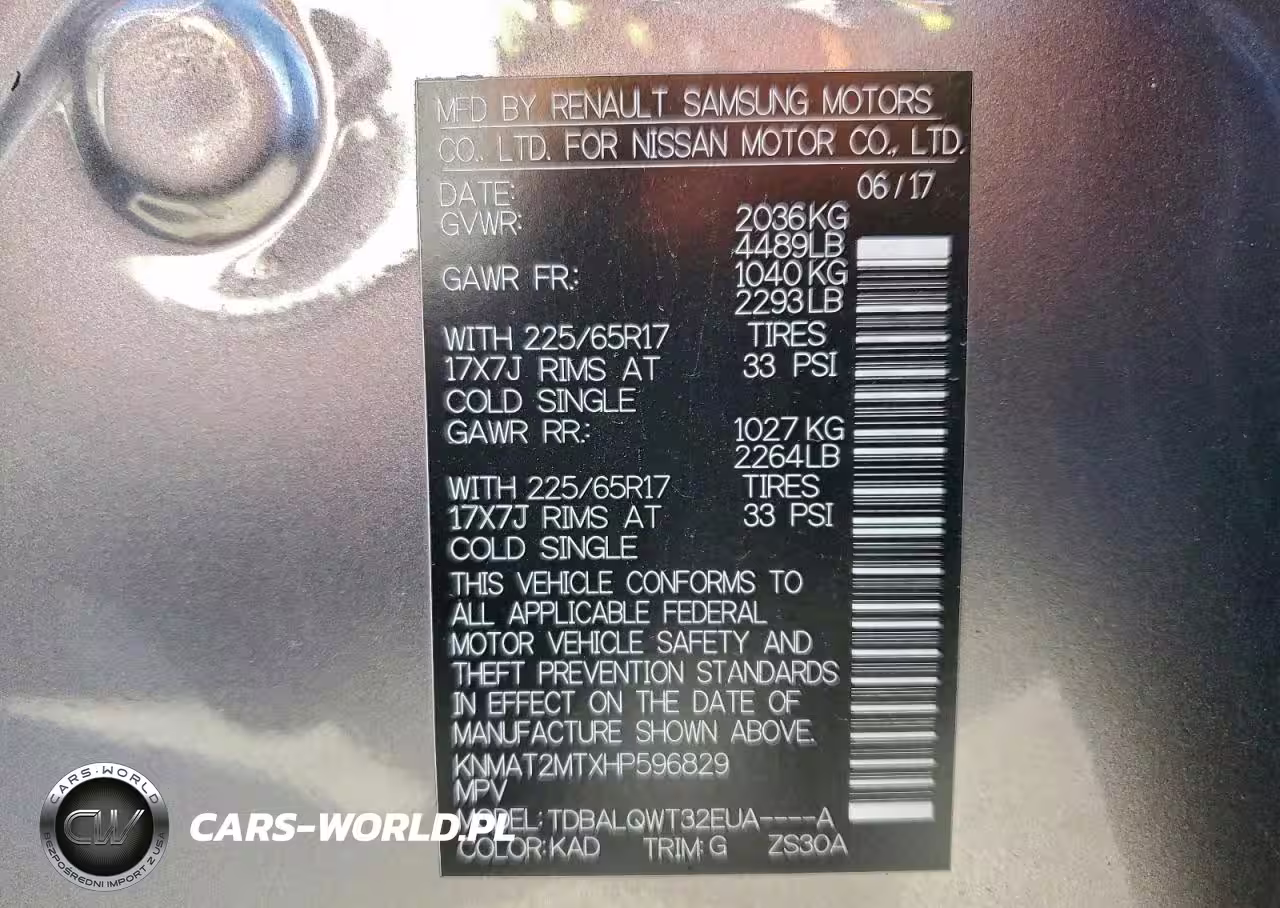 MFD BY RENAULT SAMSUNG MOTORS
CO., LTD. FOR NISSAN MOTOR CO., LTD.
DATE: 06/17
GVWR: 2036KG
4489LB
GAWR FR.: 1040KG
2293LB
WITH 225/65R17 TIRES
17X7J RIMS AT 33 PSI
COLD SINGLE
GAWR RR.: 1027KG
2264LB
WITH 225/65R17 TIRES
17X7J RIMS AT 33 PSI
COLD SINGLE
THIS VEHICLE CONFORMS TO
ALL APPLICABLE FEDERAL
MOTOR VEHICLE SAFETY AND
THEFT PREVENTION STANDARDS
IN EFFECT ON THE DATE OF
MANUFACTURE SHOWN ABOVE.
KNMAT2MTXHP596829
MPV
MODEL: TDBALQWT32EUA----A
COLOR: KAD TRIM: G ZS30A
CARS-WORLD
CW
BEZPOŚREDNI IMPORT Z USA
CARS-WORLD.PL